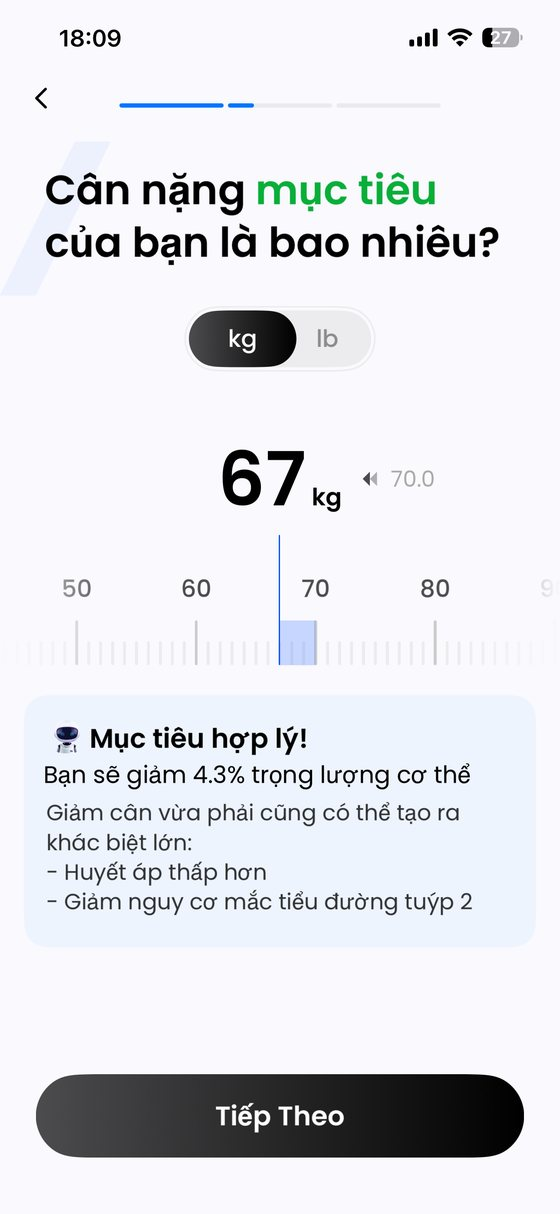 18:09
27
Cân nặng mục tiêu
của bạn là bao nhiêu?
kg lb
67 kg 70.0
50 60 70 80
Mục tiêu hợp lý!
Bạn sẽ giảm 4.3% trọng lượng cơ thể
Giảm cân vừa phải cũng có thể tạo ra
khác biệt lớn:
- Huyết áp thấp hơn
- Giảm nguy cơ mắc tiểu đường tuýp 2
Tiếp Theo